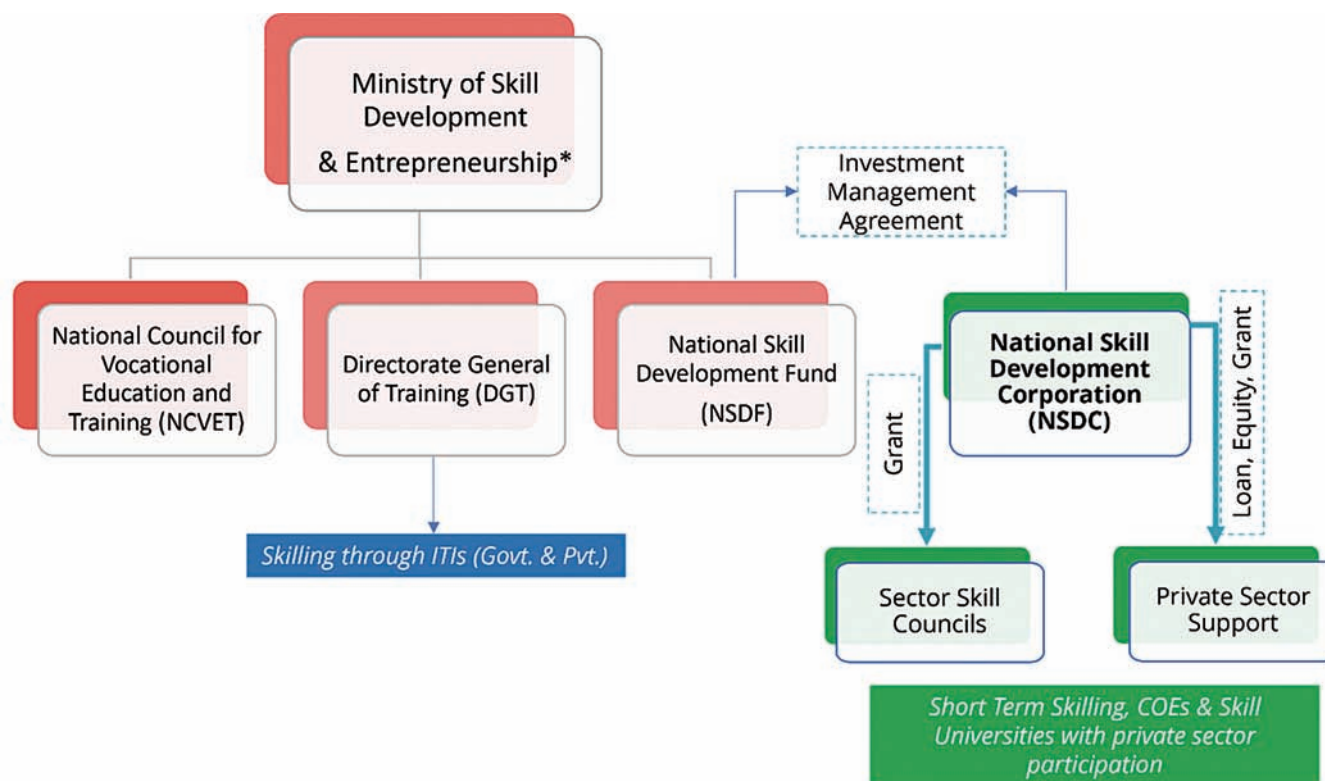 Ministry of Skill
Development
& Entrepreneurship*
Investment
Management
Agreement
National Council for
Vocational
Education and
Training (NCVET)
Directorate General
of Training (DGT)
National Skill
Development Fund
(NSDF)
National Skill
Development
Corporation
(NSDC)
Grant
Loan, Equity, Grant
Skilling through ITIs (Govt. & Pvt.)
Sector Skill
Councils
Private Sector
Support
Short Term Skilling, COEs & Skill
Universities with private sector
participation